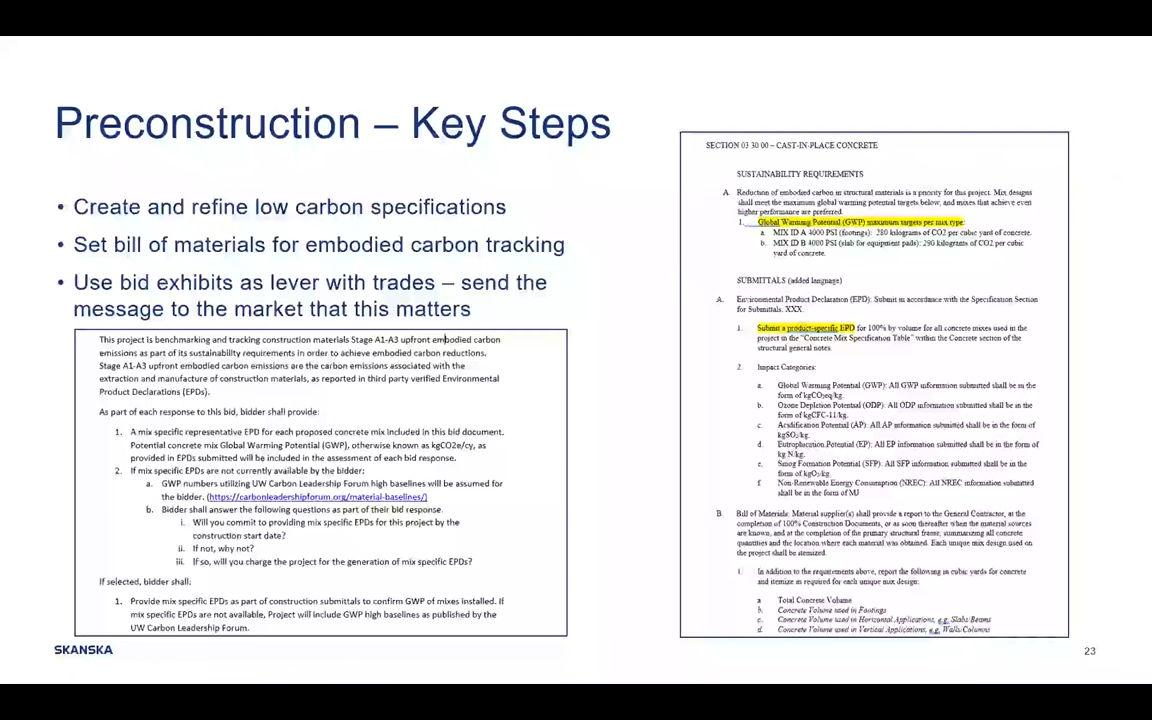 Preconstruction – Key Steps
• Create and refine low carbon specifications
• Set bill of materials for embodied carbon tracking
• Use bid exhibits as lever with trades – send the
message to the market that this matters
This project is benchmarking and tracking construction materials Stage A1-A3 upfront embodied carbon
emissions as part of its sustainability requirements in order to achieve embodied carbon reductions.
Stage A1-A3 upfront embodied carbon emissions are the carbon emissions associated with the
extraction and manufacture of construction materials, as reported in third party verified Environmental
Product Declarations (EPDs).
As part of each response to this bid, bidder shall provide:
1. A mix specific representative EPD for each proposed concrete mix included in this bid document.
Potential concrete mix Global Warming Potential (GWP), otherwise known as kgCO2e/cy, as
provided in EPDs submitted will be included in the assessment of each bid response.
2. If mix specific EPDs are not currently available by the bidder:
a. GWP numbers utilizing UW Carbon Leadership Forum high baselines will be assumed for
the bidder. (https://carbonleadershipforum.org/material-baselines/)
b. Bidder shall answer the following questions as part of their bid response.
i. Will you commit to providing mix specific EPDs for this project by the
construction start date?
ii. If not, why not?
iii. If so, will you charge the project for the generation of mix specific EPDs?
If selected, bidder shall:
1. Provide mix specific EPDs as part of construction submittals to confirm GWP of mixes installed. If
mix specific EPDs are not available, Project will include GWP high baselines as published by the
UW Carbon Leadership Forum.
SECTION 03 30 00 – CAST-IN-PLACE CONCRETE
SUSTAINABILITY REQUIREMENTS
A. Reduction of embodied carbon in structural materials is a priority for this project. Mix designs
shall meet the maximum global warming potential targets below, and mixes that achieve even
higher performance are preferred.
1. Global Warming Potential (GWP) maximum targets per mix type:
a. MIX ID A 4000 PSI (footings): 280 kilograms of CO2 per cubic yard of concrete.
b. MIX ID B 4000 PSI (slab for equipment pads): 290 kilograms of CO2 per cubic
yard of concrete.
SUBMITTALS (added language)
A. Environmental Product Declaration (EPD): Submit in accordance with the Specification Section
for Submittals. XXX.
1. Submit a product-specific EPD for 100% by volume for all concrete mixes used in the
project in the "Concrete Mix Specification Table" within the Concrete section of the
structural general notes.
2. Impact Categories:
a. Global Warming Potential (GWP): All GWP information submitted shall be in the
form of kgCO2eq/kg.
b. Ozone Depletion Potential (ODP): All ODP information submitted shall be in the
form of kgCFC-11/kg.
c. Acidification Potential (AP): All AP information submitted shall be in the form of
kgSO2/kg.
d. Eutrophication Potential (EP): All EP information submitted shall be in the form of
kg N/kg.
e. Smog Formation Potential (SFP): All SFP information submitted shall be in the
form of kgO3/kg.
f. Non-Renewable Energy Consumption (NREC): All NREC information submitted
shall be in the form of MJ
B. Bill of Materials: Material supplier(s) shall provide a report to the General Contractor, at the
completion of 100% Construction Documents, or as soon thereafter when the material sources
are known, and at the completion of the primary structural frame, summarizing all concrete
quantities and the location where each material was obtained. Each unique mix design used on
the project shall be itemized.
1. In addition to the requirements above, report the following in cubic yards for concrete
and itemize as required for each unique mix design:
a Total Concrete Volume
b. Concrete Volume used in Footings
c. Concrete Volume used in Horizontal Applications, e.g. Slabs/Beams
d. Concrete Volume used in Vertical Applications, e.g. Walls/Columns
SKANSKA
23